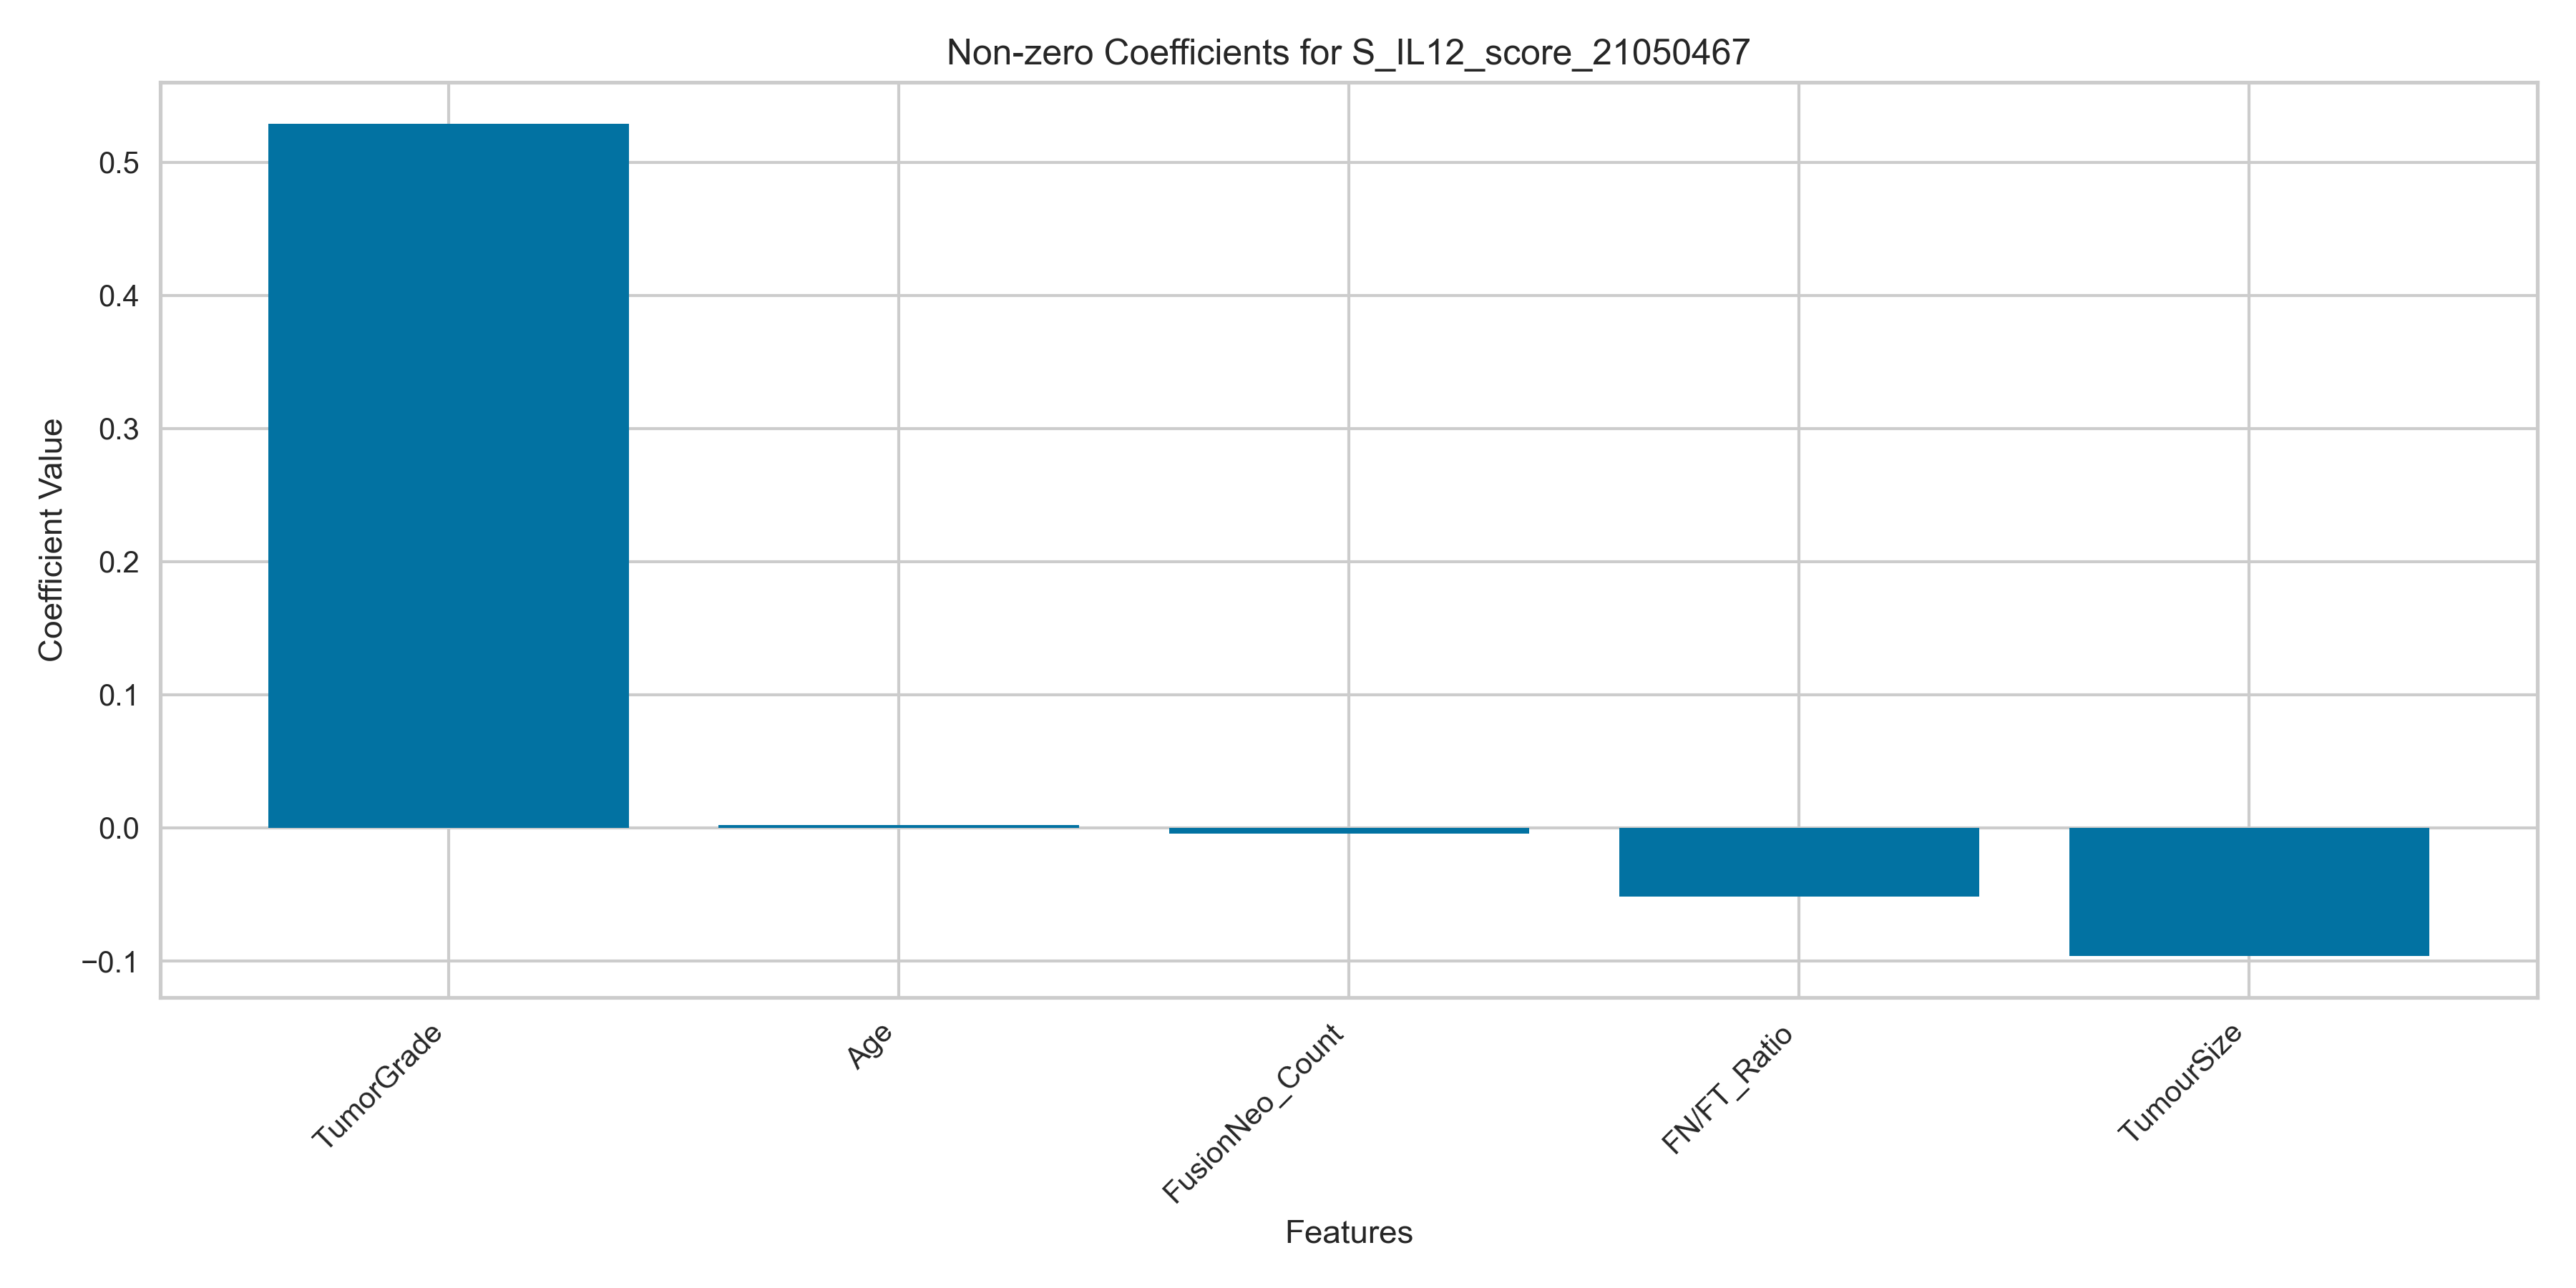 Non-zero Coefficients for S_IL12_score_21050467
Coefficient Value
0.5
0.4
0.3
0.2
0.1
0.0
−0.1
TumorGrade
Age
FusionNeo_Count
FN/FT_Ratio
TumourSize
Features